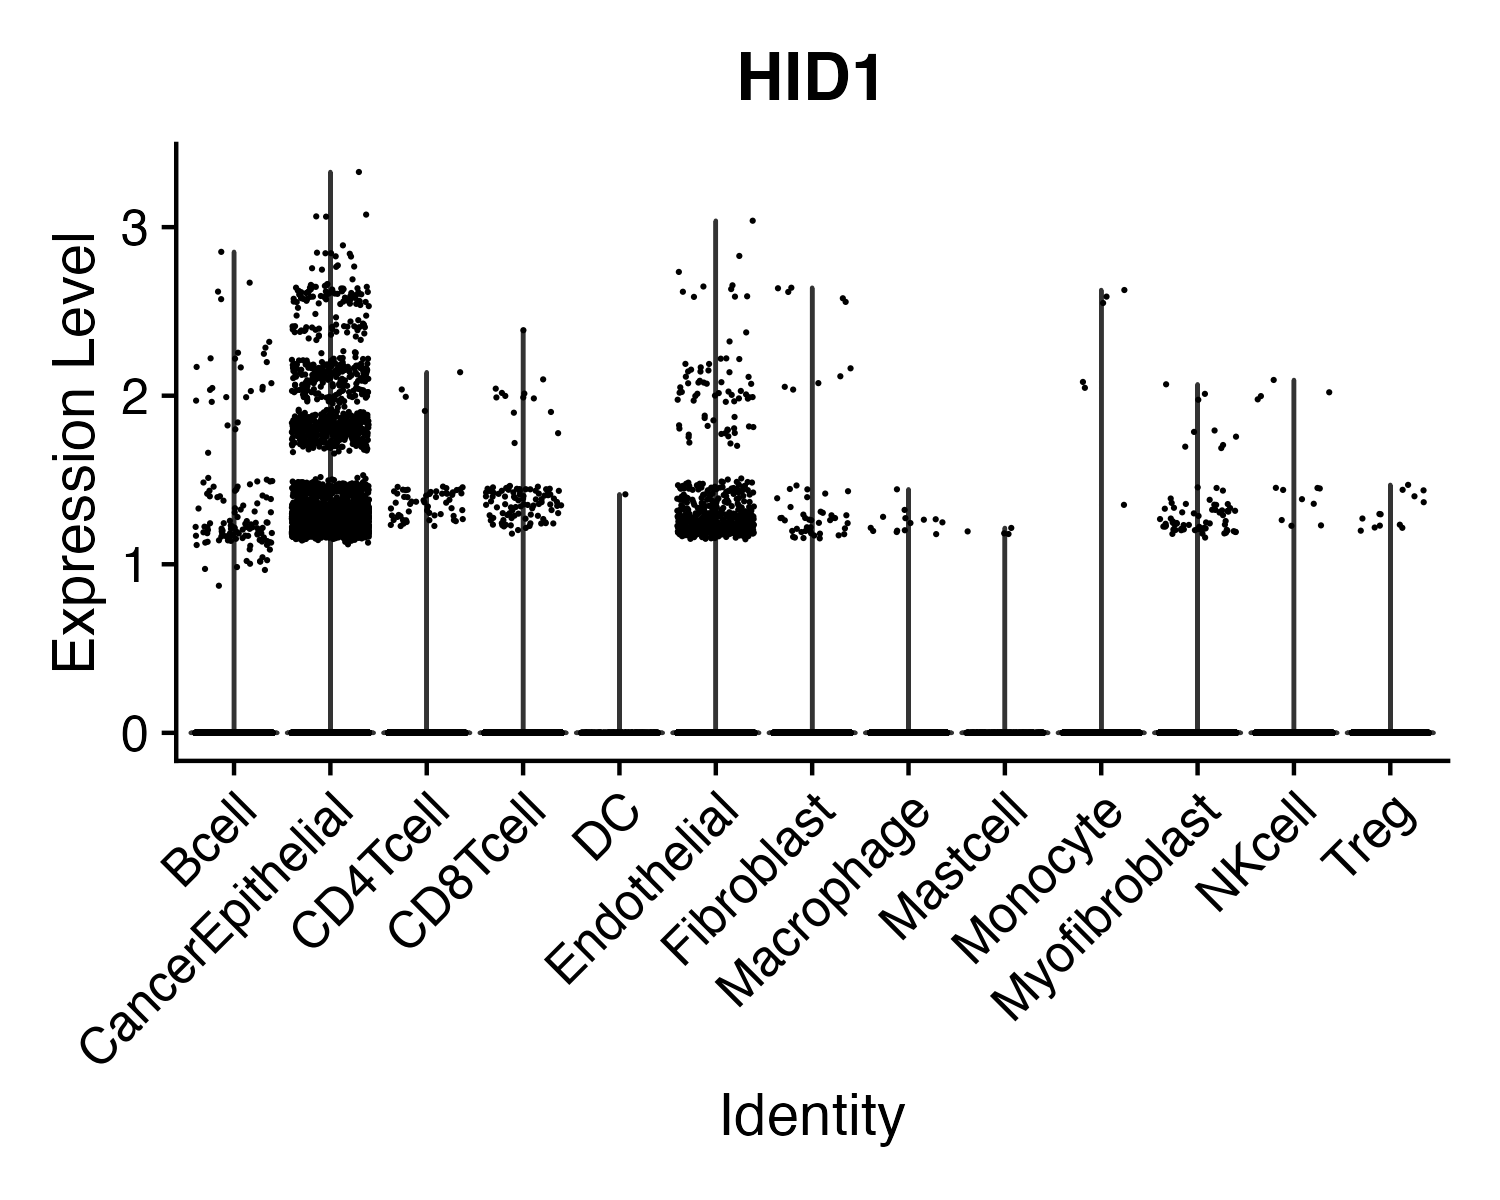 HID1
Expression Level
3
2
1
0
Bcell
CancerEpithelial
CD4Tcell
CD8Tcell
DC
Endothelial
Fibroblast
Macrophage
Mastcell
Monocyte
Myofibroblast
NKcell
Treg
Identity